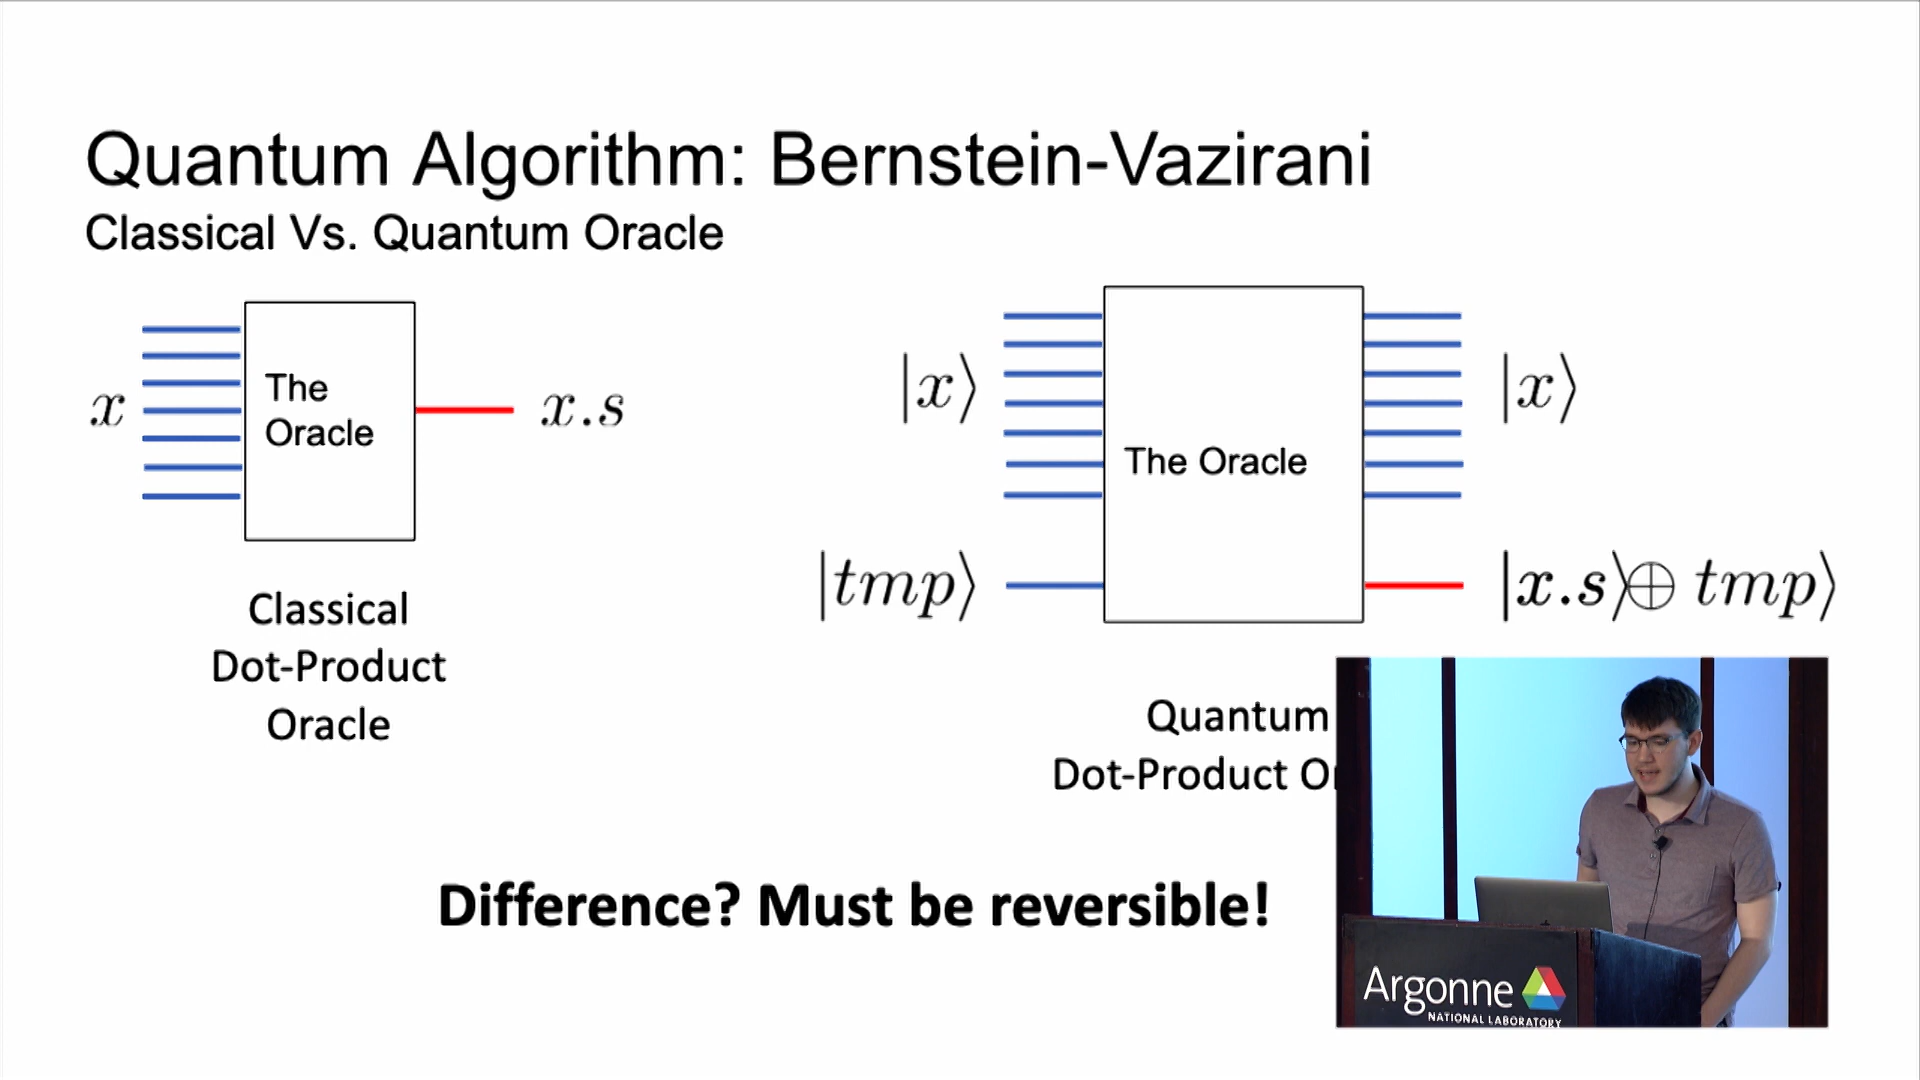 Quantum Algorithm: Bernstein-Vazirani
Classical Vs. Quantum Oracle
x
The
Oracle
x.s
Classical
Dot-Product
Oracle
|x⟩
|tmp⟩
The Oracle
|x⟩
|x.s⟩⊕ tmp⟩
Quantum
Dot-Product
Difference? Must be reversible!
Argonne
NATIONAL LABORATORY